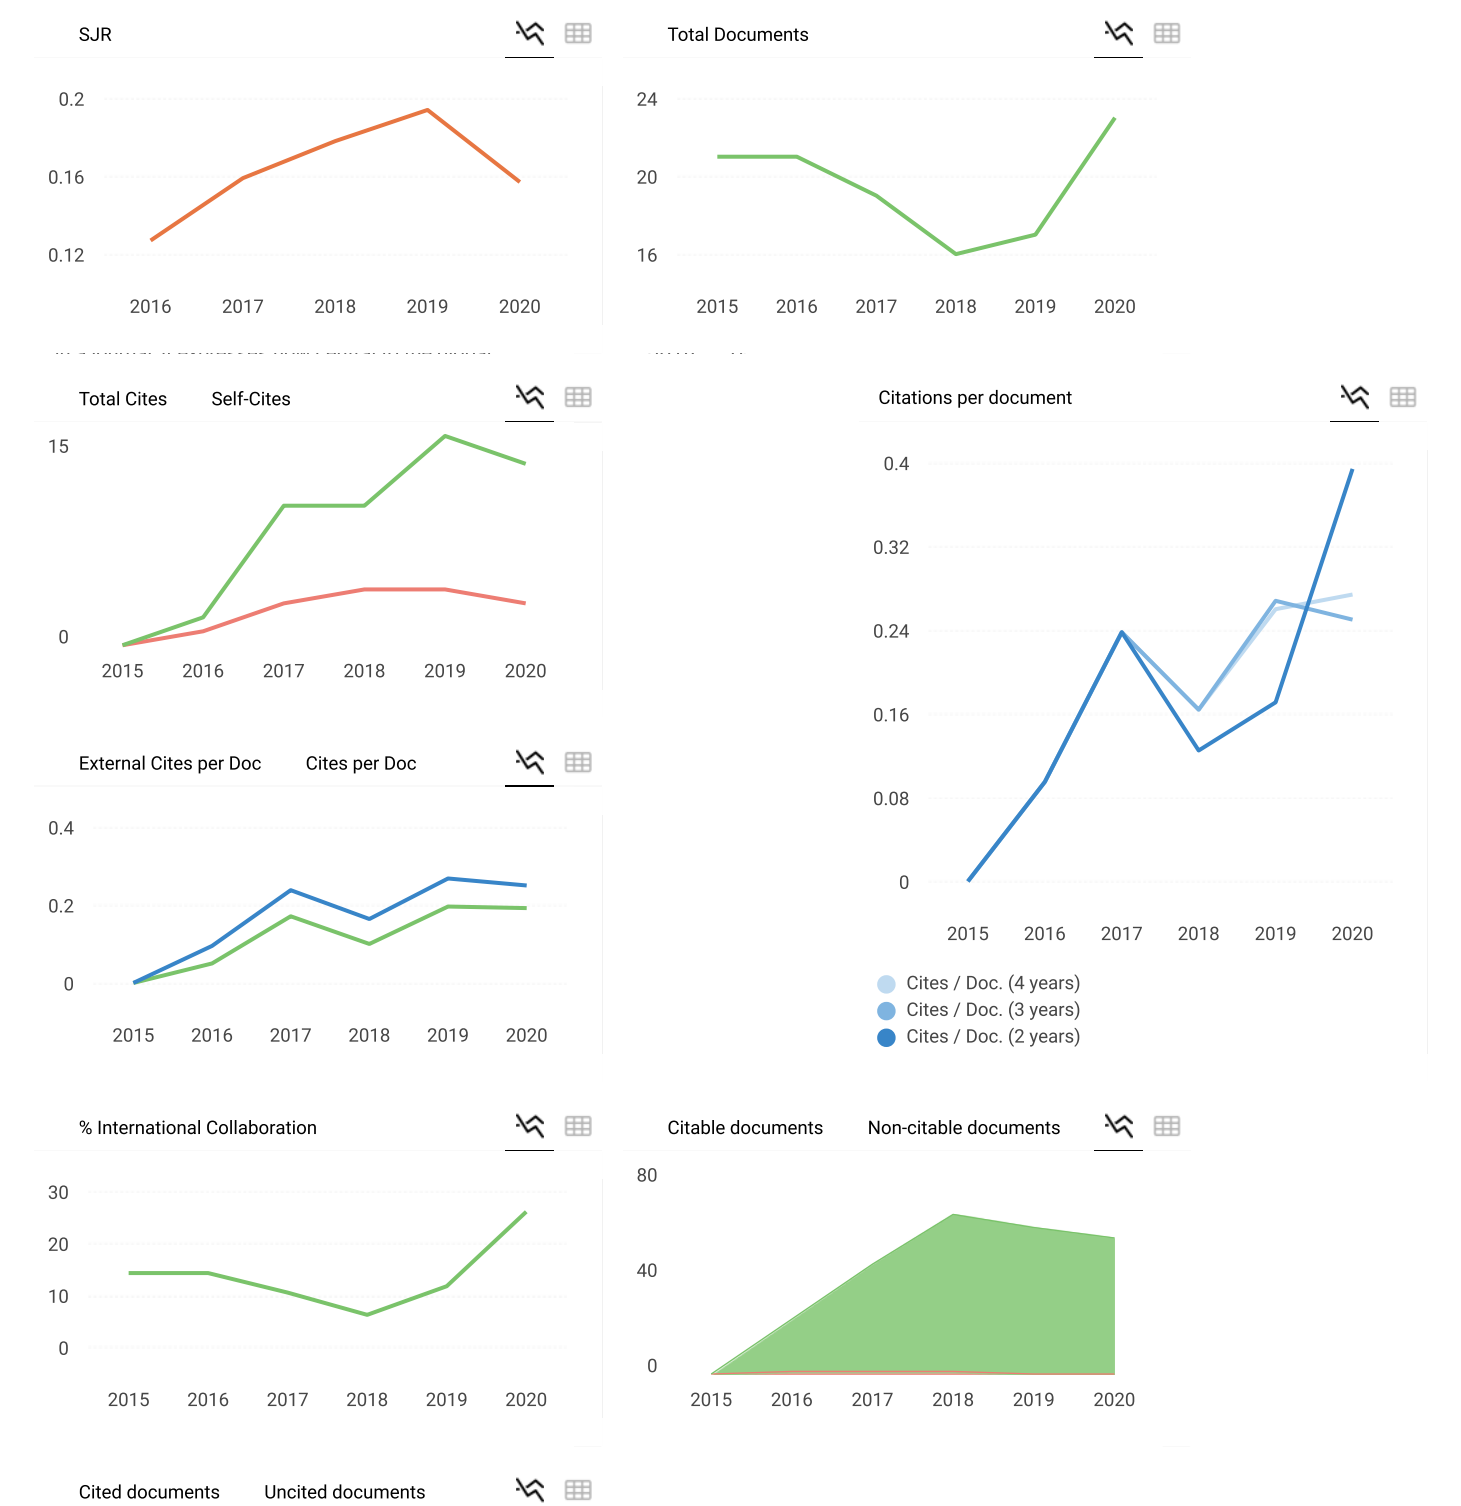 SJR
0.2
0.16
0.12
2016 2017 2018 2019 2020
Total Documents
24
20
16
2015 2016 2017 2018 2019 2020
Total Cites Self-Cites
15
0
2015 2016 2017 2018 2019 2020
Citations per document
0.4
0.32
0.24
0.16
0.08
0
2015 2016 2017 2018 2019 2020
Cites / Doc. (4 years)
Cites / Doc. (3 years)
Cites / Doc. (2 years)
External Cites per Doc Cites per Doc
0.4
0.2
0
2015 2016 2017 2018 2019 2020
% International Collaboration
30
20
10
0
2015 2016 2017 2018 2019 2020
Citable documents Non-citable documents
80
40
0
2015 2016 2017 2018 2019 2020
Cited documents Uncited documents